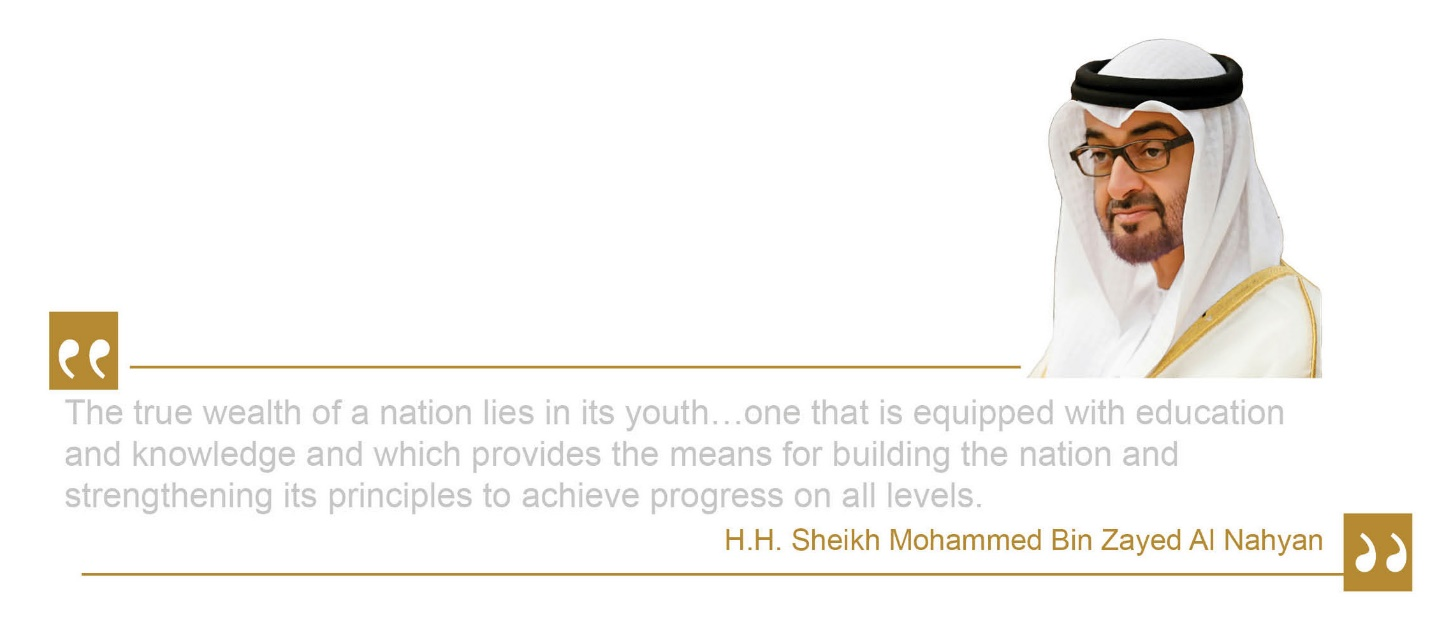 The true wealth of a nation lies in its youth…one that is equipped with education
and knowledge and which provides the means for building the nation and
strengthening its principles to achieve progress on all levels.
H.H. Sheikh Mohammed Bin Zayed Al Nahyan